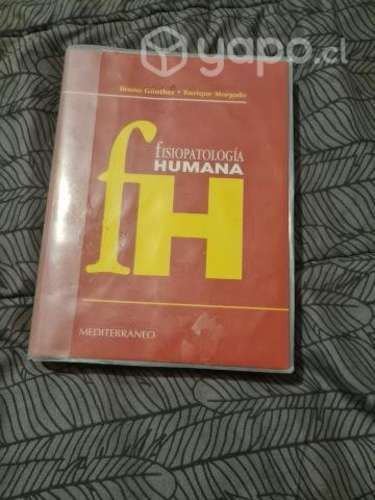 yapo.cl
Bruno Günther • Enrique Morgado
fISIOPATOLOGÍA
HUMANA
fH
MEDITERRANEO